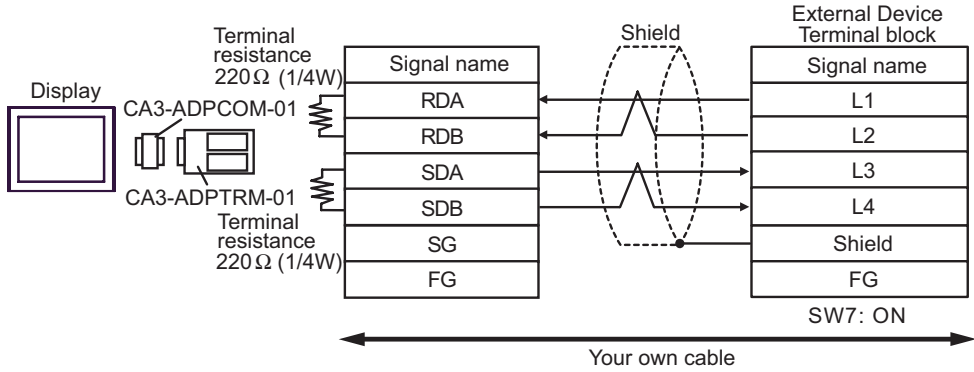 Display
CA3-ADPCOM-01
CA3-ADPTRM-01
Terminal
resistance
220Ω (1/4W)
Terminal
resistance
220Ω (1/4W)
Signal name
RDA
RDB
SDA
SDB
SG
FG
Shield
External Device
Terminal block
Signal name
L1
L2
L3
L4
Shield
FG
SW7: ON
Your own cable